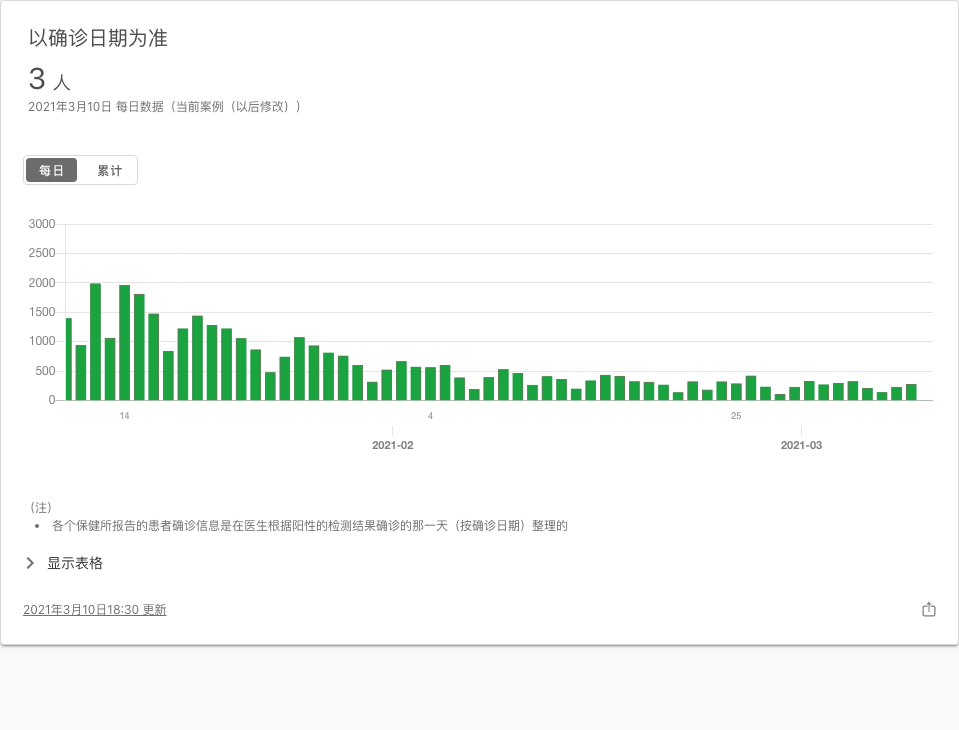 以确诊日期为准
3 人
2021年3月10日 每日数据（当前案例（以后修改））
每日 累计
3000
2500
2000
1500
1000
500
0
14 4 25
2021-02 2021-03
（注）
• 各个保健所报告的患者确诊信息是在医生根据阳性的检测结果确诊的那一天（按确诊日期）整理的
显示表格
2021年3月10日18:30 更新